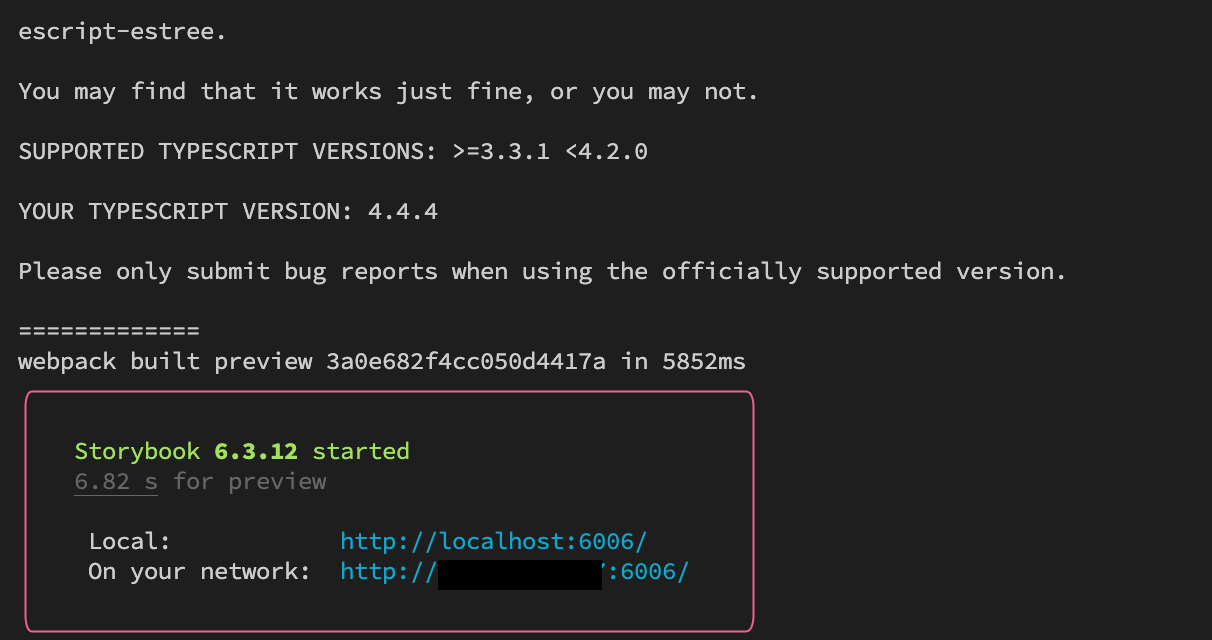 escript-estree.
You may find that it works just fine, or you may not.
SUPPORTED TYPESCRIPT VERSIONS: >=3.3.1 <4.2.0
YOUR TYPESCRIPT VERSION: 4.4.4
Please only submit bug reports when using the officially supported version.
=============
webpack built preview 3a0e682f4cc050d4417a in 5852ms
Storybook 6.3.12 started
6.82 s for preview
Local: http://localhost:6006/
On your network: http:// :6006/